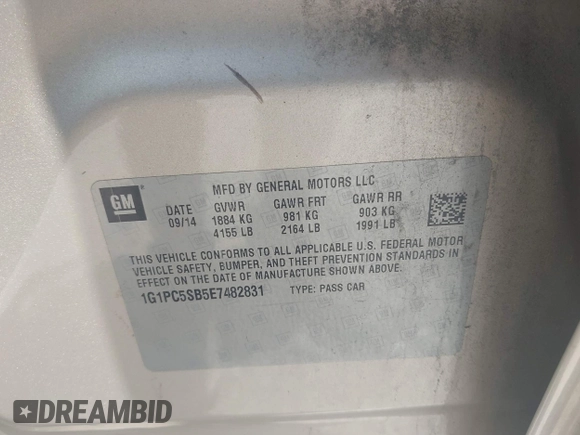 GM
MFD BY GENERAL MOTORS LLC
DATE GVWR GAWR FRT GAWR RR
09/14 1884 KG 981 KG 903 KG
4155 LB 2164 LB 1991 LB
THIS VEHICLE CONFORMS TO ALL APPLICABLE U.S. FEDERAL MOTOR
VEHICLE SAFETY, BUMPER, AND THEFT PREVENTION STANDARDS IN
EFFECT ON THE DATE OF MANUFACTURE SHOWN ABOVE.
1G1PC5SB5E7482831 TYPE: PASS CAR
DREAMBID